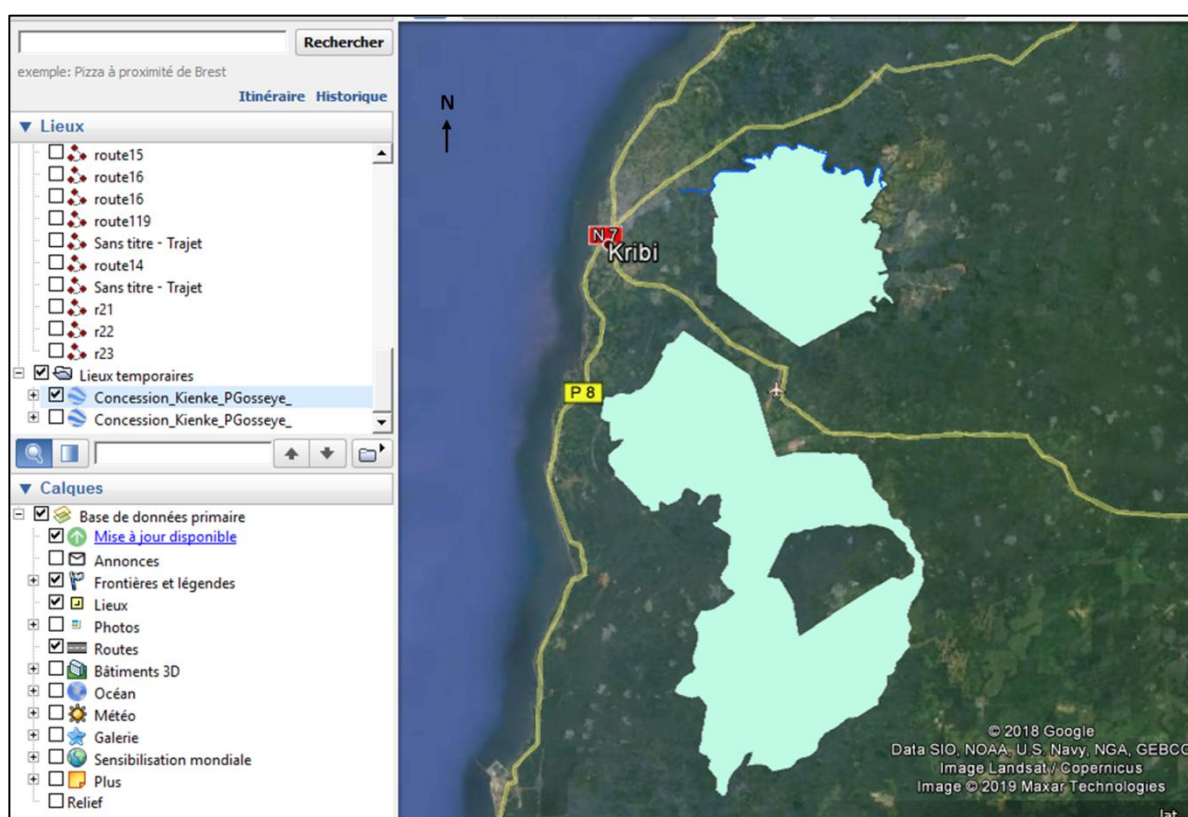 Rechercher
exemple: Pizza à proximité de Brest
Itinéraire Historique
Lieux
route15
route16
route16
route119
Sans titre - Trajet
route14
Sans titre - Trajet
r21
r22
r23
Lieux temporaires
Concession_Kienke_PGosseye_
Concession_Kienke_PGosseye_
Calques
Base de données primaire
Mise à jour disponible
Annonces
Frontières et légendes
Lieux
Photos
Routes
Bâtiments 3D
Océan
Météo
Galerie
Sensibilisation mondiale
Plus
Relief
N
N 7
Kribi
P 8
© 2018 Google
Data SIO, NOAA, U.S. Navy, NGA, GEBCO
Image Landsat / Copernicus
Image © 2019 Maxar Technologies
lat